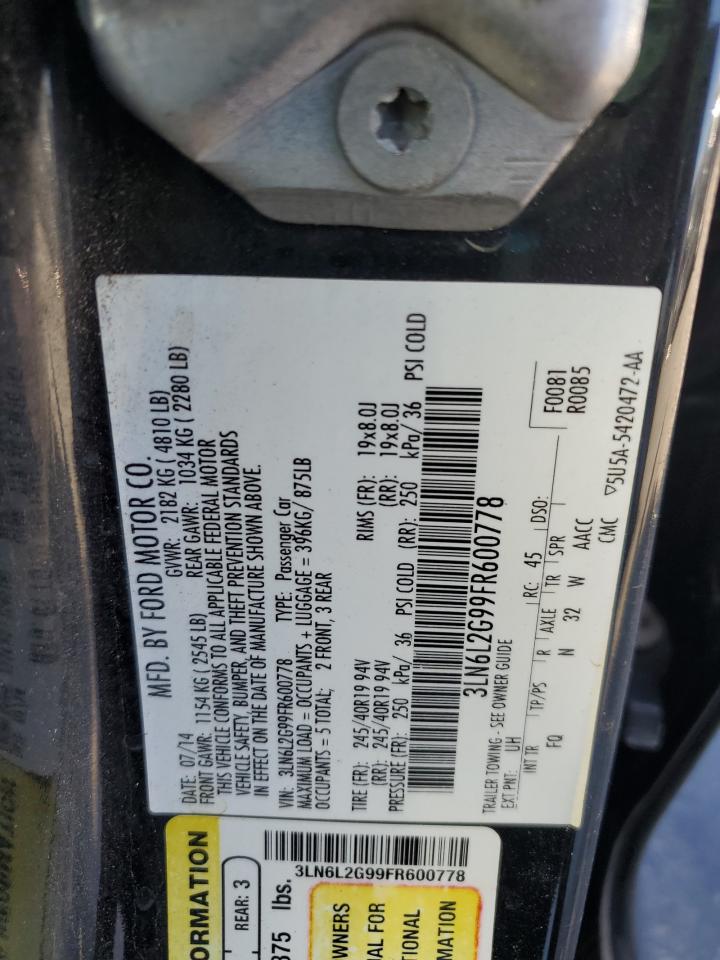 MFD. BY FORD MOTOR CO.
DATE: 07/14 GVWR: 2182 KG ( 4810 LB)
FRONT GAWR: 1154 KG ( 2545 LB) REAR GAWR: 1034 KG ( 2280 LB)
THIS VEHICLE CONFORMS TO ALL APPLICABLE FEDERAL MOTOR
VEHICLE SAFETY, BUMPER, AND THEFT PREVENTION STANDARDS
IN EFFECT ON THE DATE OF MANUFACTURE SHOWN ABOVE.
VIN: 3LN6L2G99FR600778 TYPE: Passenger Car
MAXIMUM LOAD = OCCUPANTS + LUGGAGE = 396KG/ 875LB
OCCUPANTS = 5 TOTAL; 2 FRONT, 3 REAR
TIRE (FR): 245/40R19 94V RIMS (FR): 19x8.0J
(RR): 245/40R19 94V (RR): 19x8.0J
PRESSURE (FR): 250 kPa/ 36 PSI COLD (RR): 250 kPa/ 36 PSI COLD
3LN6L2G99FR600778
TRAILER TOWING - SEE OWNER GUIDE
F0081
R0085
EXT PNT: UH RC: 45 DSO:
INT TR TP/PS R AXLE TR SPR
FQ N 32 W AACC
CMC ▽5U5A-5420472-AA
ORMATION
REAR: 3
875 lbs.
3LN6L2G99FR600778
WNERS
AL FOR
TIONAL
MATION